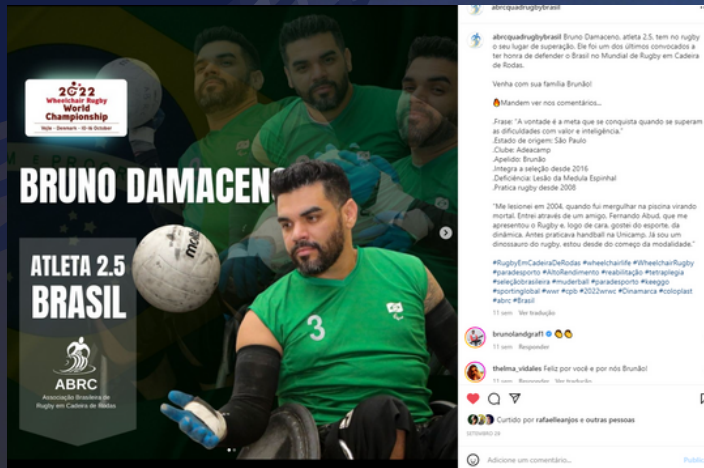 2022
Wheelchair Rugby
World
Championship
Vejle - Denmark - 10-16 October
BRUNO DAMACENO
ATLETA 2.5
BRASIL
ABRC
Associação Brasileira de
Rugby em Cadeira de Rodas
3
abrcquadrugbybrasil
abrcquadrugbybrasil Bruno Damaceno, atleta 2.5, tem no rugby
o seu lugar de superação. Ele foi um dos últimos convocados a
ter honra de defender o Brasil no Mundial de Rugby em Cadeira
de Rodas.
Venha com sua família Brunão!
🔥Mandem ver nos comentários...
.Frase: "A vontade é a meta que se conquista quando se superam
as dificuldades com valor e inteligência."
.Estado de origem: São Paulo
.Clube: Adeacamp
.Apelido: Brunão
.Integra a seleção desde 2016
.Deficiência: Lesão da Medula Espinhal
.Pratica rugby desde 2008
"Me lesionei em 2004, quando fui mergulhar na piscina virando
mortal. Entrei através de um amigo, Fernando Abud, que me
apresentou o Rugby e, logo de cara, gostei do esporte, da
dinâmica. Antes praticava handball na Unicamp. Já sou um
dinossauro do rugby, estou desde do começo da modalidade."
#RugbyEmCadeiraDeRodas #wheelchairlife #WheelchairRugby
#paradesporto #AltoRendimento #reabilitação #tetraplegia
#seleçãobrasileira #muderball #paradesporto #keeggo
#sportingglobal #wwr #cpb #2022wrwc #Dinamarca #coloplast
#abrc #Brasil
11 sem Ver tradução
brunolandgraf1 👏👏
11 sem Responder
thelma_vidales Feliz por você e por nós Brunão!
11 sem Responder Ver tradução
Curtido por rafaelleanjos e outras pessoas
SETEMBRO 29
Adicione um comentário...